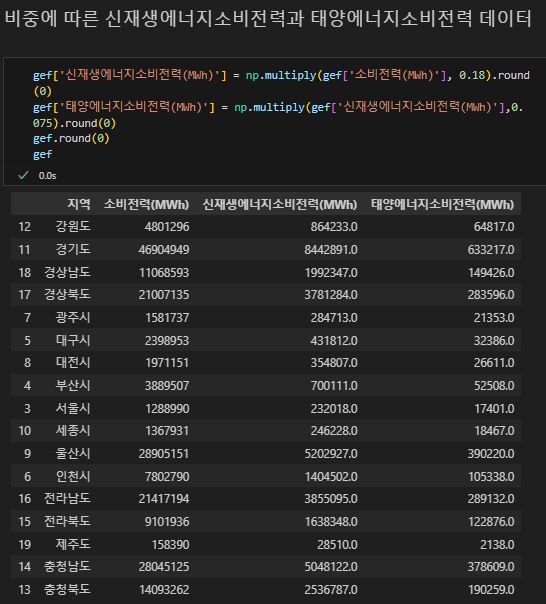 비중에 따른 신재생에너지소비전력과 태양에너지소비전력 데이터
gef['신재생에너지소비전력(MWh)'] = np.multiply(gef['소비전력(MWh)'], 0.18).round
(0)
gef['태양에너지소비전력(MWh)'] = np.multiply(gef['신재생에너지소비전력(MWh)'],0.
075).round(0)
gef.round(0)
gef
✓ 0.0s
지역 소비전력(MWh) 신재생에너지소비전력(MWh) 태양에너지소비전력(MWh)
12 강원도 4801296 864233.0 64817.0
11 경기도 46904949 8442891.0 633217.0
18 경상남도 11068593 1992347.0 149426.0
17 경상북도 21007135 3781284.0 283596.0
7 광주시 1581737 284713.0 21353.0
5 대구시 2398953 431812.0 32386.0
8 대전시 1971151 354807.0 26611.0
4 부산시 3889507 700111.0 52508.0
3 서울시 1288990 232018.0 17401.0
10 세종시 1367931 246228.0 18467.0
9 울산시 28905151 5202927.0 390220.0
6 인천시 7802790 1404502.0 105338.0
16 전라남도 21417194 3855095.0 289132.0
15 전라북도 9101936 1638348.0 122876.0
19 제주도 158390 28510.0 2138.0
14 충청남도 28045125 5048122.0 378609.0
13 충청북도 14093262 2536787.0 190259.0